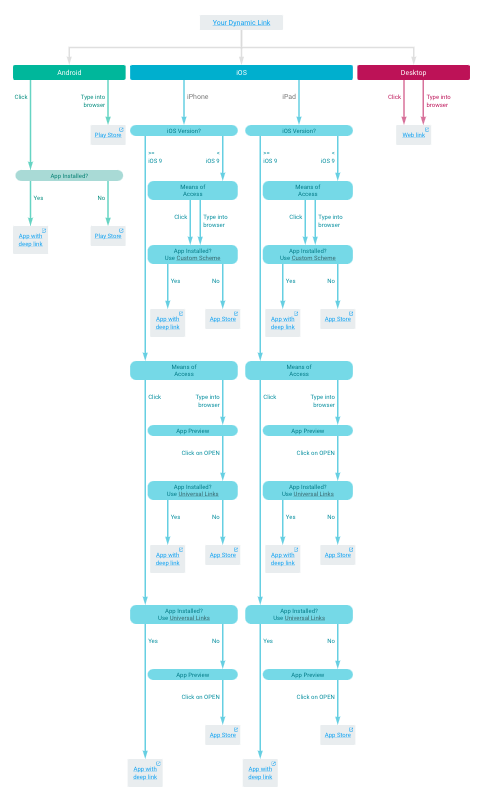 Your Dynamic Link
Android
iOS
Desktop
Click
Type into
browser
iPhone
iPad
Click
Type into
browser
Play Store
Web link
iOS Version?
iOS Version?
iOS 9
iOS 9
iOS 9
iOS 9
App Installed?
Means of
Access
Means of
Access
Yes
No
Click
Type into
browser
Click
Type into
browser
App with
deep link
Play Store
App Installed?
Use Custom Scheme
App Installed?
Use Custom Scheme
Yes
No
Yes
No
App with
deep link
App Store
App with
deep link
App Store
Means of
Access
Means of
Access
Click
Type into
browser
Click
Type into
browser
App Preview
App Preview
Click on OPEN
Click on OPEN
App Installed?
Use Universal Links
App Installed?
Use Universal Links
Yes
No
Yes
No
App with
deep link
App Store
App with
deep link
App Store
App Installed?
Use Universal Links
App Installed?
Use Universal Links
Yes
No
Yes
No
App Preview
App Preview
Click on OPEN
Click on OPEN
App Store
App Store
App with
deep link
App with
deep link